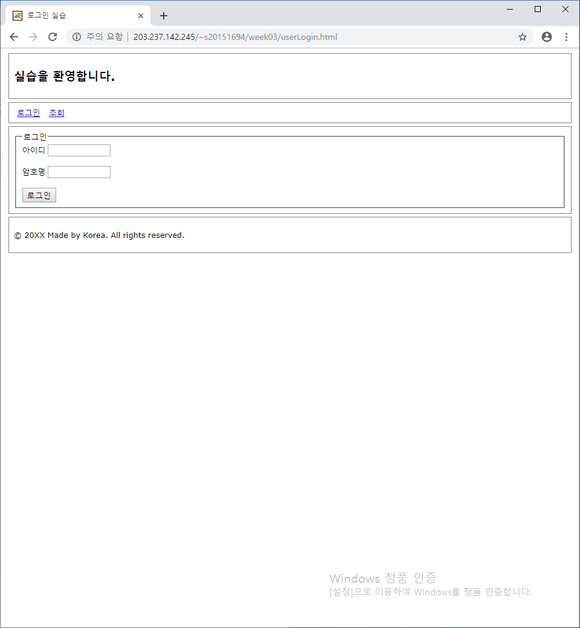 로그인 실습
주의 요함 | 203.237.142.245/~s20151694/week03/userLogin.html
실습을 환영합니다.
로그인 조회
로그인
아이디
암호명
로그인
© 20XX Made by Korea. All rights reserved.
Windows 정품 인증
[설정]으로 이동하여 Windows를 정품 인증합니다.